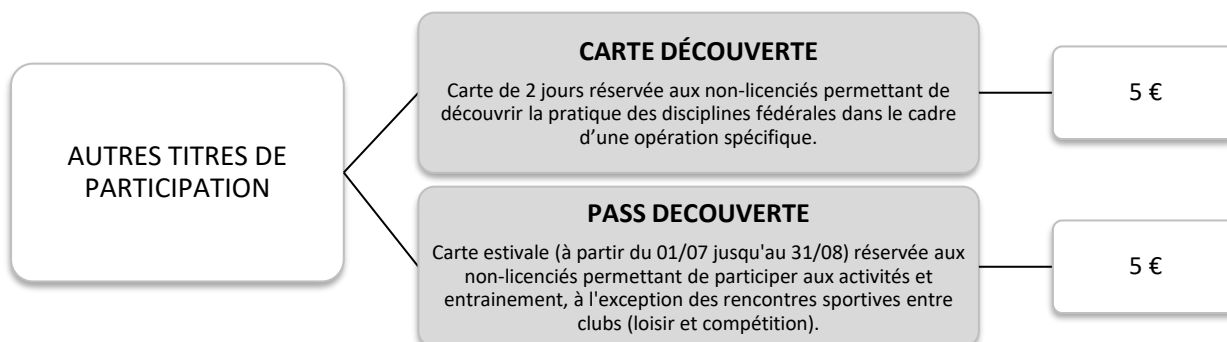 AUTRES TITRES DE
PARTICIPATION
CARTE DÉCOUVERTE
Carte de 2 jours réservée aux non-licenciés permettant de
découvrir la pratique des disciplines fédérales dans le cadre
d’une opération spécifique.
5 €
PASS DECOUVERTE
Carte estivale (à partir du 01/07 jusqu'au 31/08) réservée aux
non-licenciés permettant de participer aux activités et
entrainement, à l'exception des rencontres sportives entre
clubs (loisir et compétition).
5 €